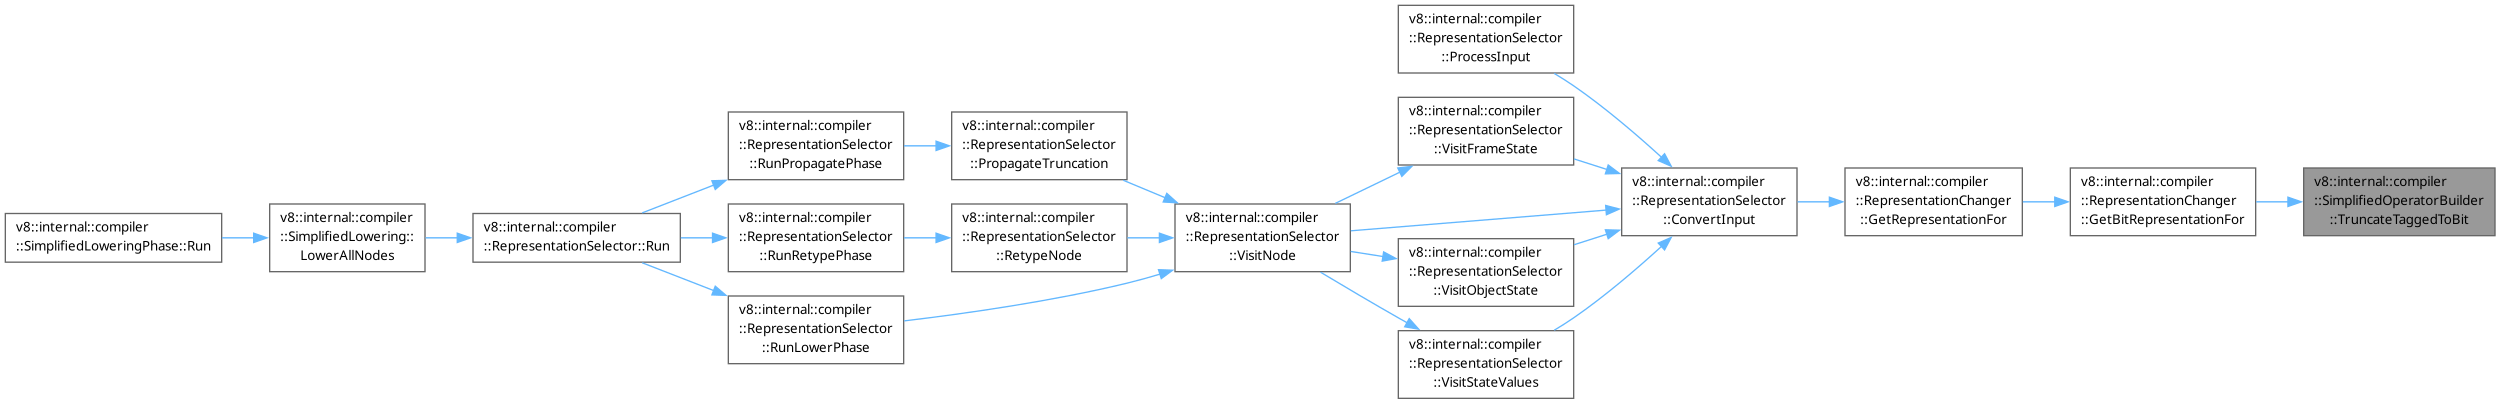 v8::internal::compiler
::SimplifiedLoweringPhase::Run
v8::internal::compiler
::SimplifiedLowering::
LowerAllNodes
v8::internal::compiler
::RepresentationSelector::Run
v8::internal::compiler
::RepresentationSelector
::RunPropagatePhase
v8::internal::compiler
::RepresentationSelector
::RunRetypePhase
v8::internal::compiler
::RepresentationSelector
::RunLowerPhase
v8::internal::compiler
::RepresentationSelector
::PropagateTruncation
v8::internal::compiler
::RepresentationSelector
::RetypeNode
v8::internal::compiler
::RepresentationSelector
::VisitNode
v8::internal::compiler
::RepresentationSelector
::ProcessInput
v8::internal::compiler
::RepresentationSelector
::VisitFrameState
v8::internal::compiler
::RepresentationSelector
::VisitObjectState
v8::internal::compiler
::RepresentationSelector
::VisitStateValues
v8::internal::compiler
::RepresentationSelector
::ConvertInput
v8::internal::compiler
::RepresentationChanger
::GetRepresentationFor
v8::internal::compiler
::RepresentationChanger
::GetBitRepresentationFor
v8::internal::compiler
::SimplifiedOperatorBuilder
::TruncateTaggedToBit